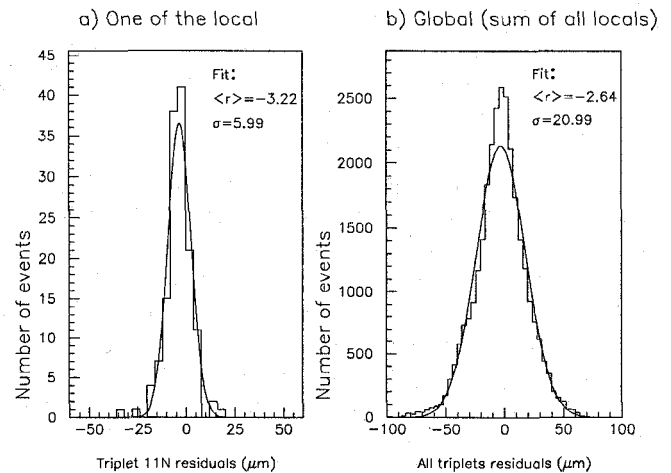 a) One of the local
b) Global (sum of all locals)
Fit:
<r>=-3.22
σ=5.99
Number of events
45
40
35
30
25
20
15
10
5
0
-50
-25
0
25
50
Triplet 11N residuals (μm)
Fit:
<r>=-2.64
σ=20.99
Number of events
2500
2000
1500
1000
500
0
-100
-50
0
50
100
All triplets residuals (μm)